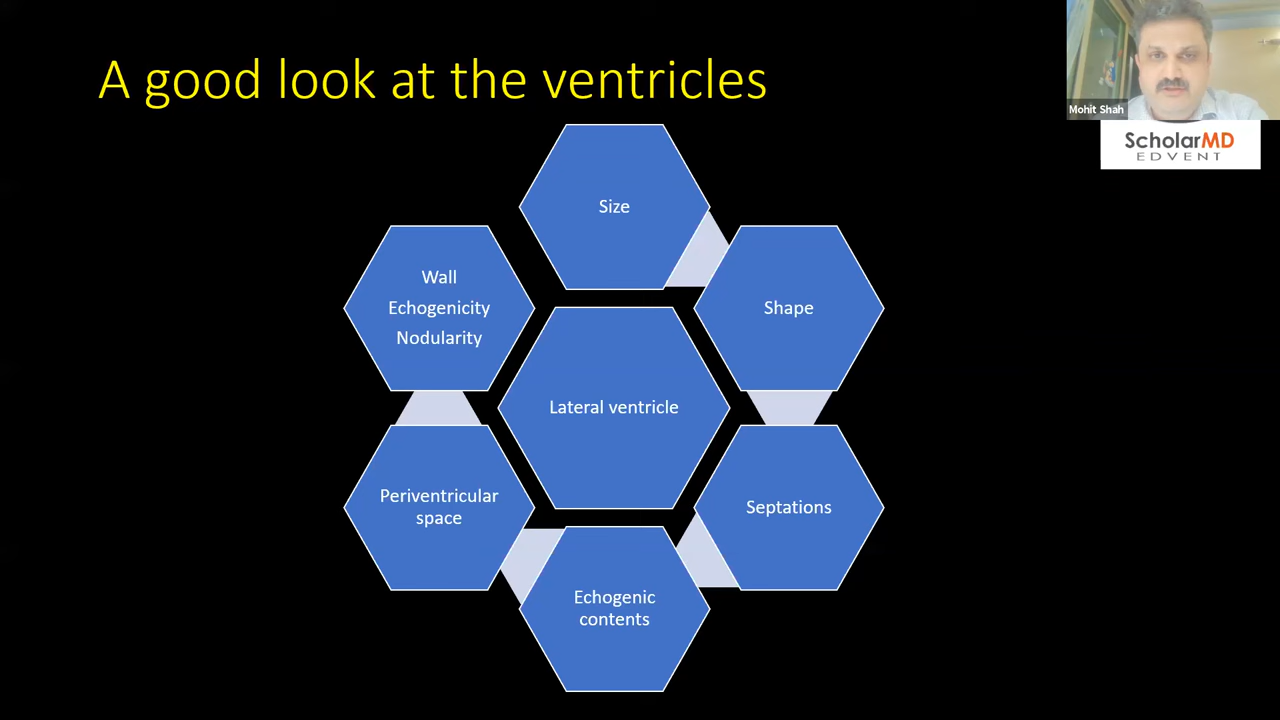 A good look at the ventricles
Mohit Shah
ScholarMD
EDVENT
Size
Shape
Septations
Echogenic
contents
Periventricular
space
Wall
Echogenicity
Nodularity
Lateral ventricle